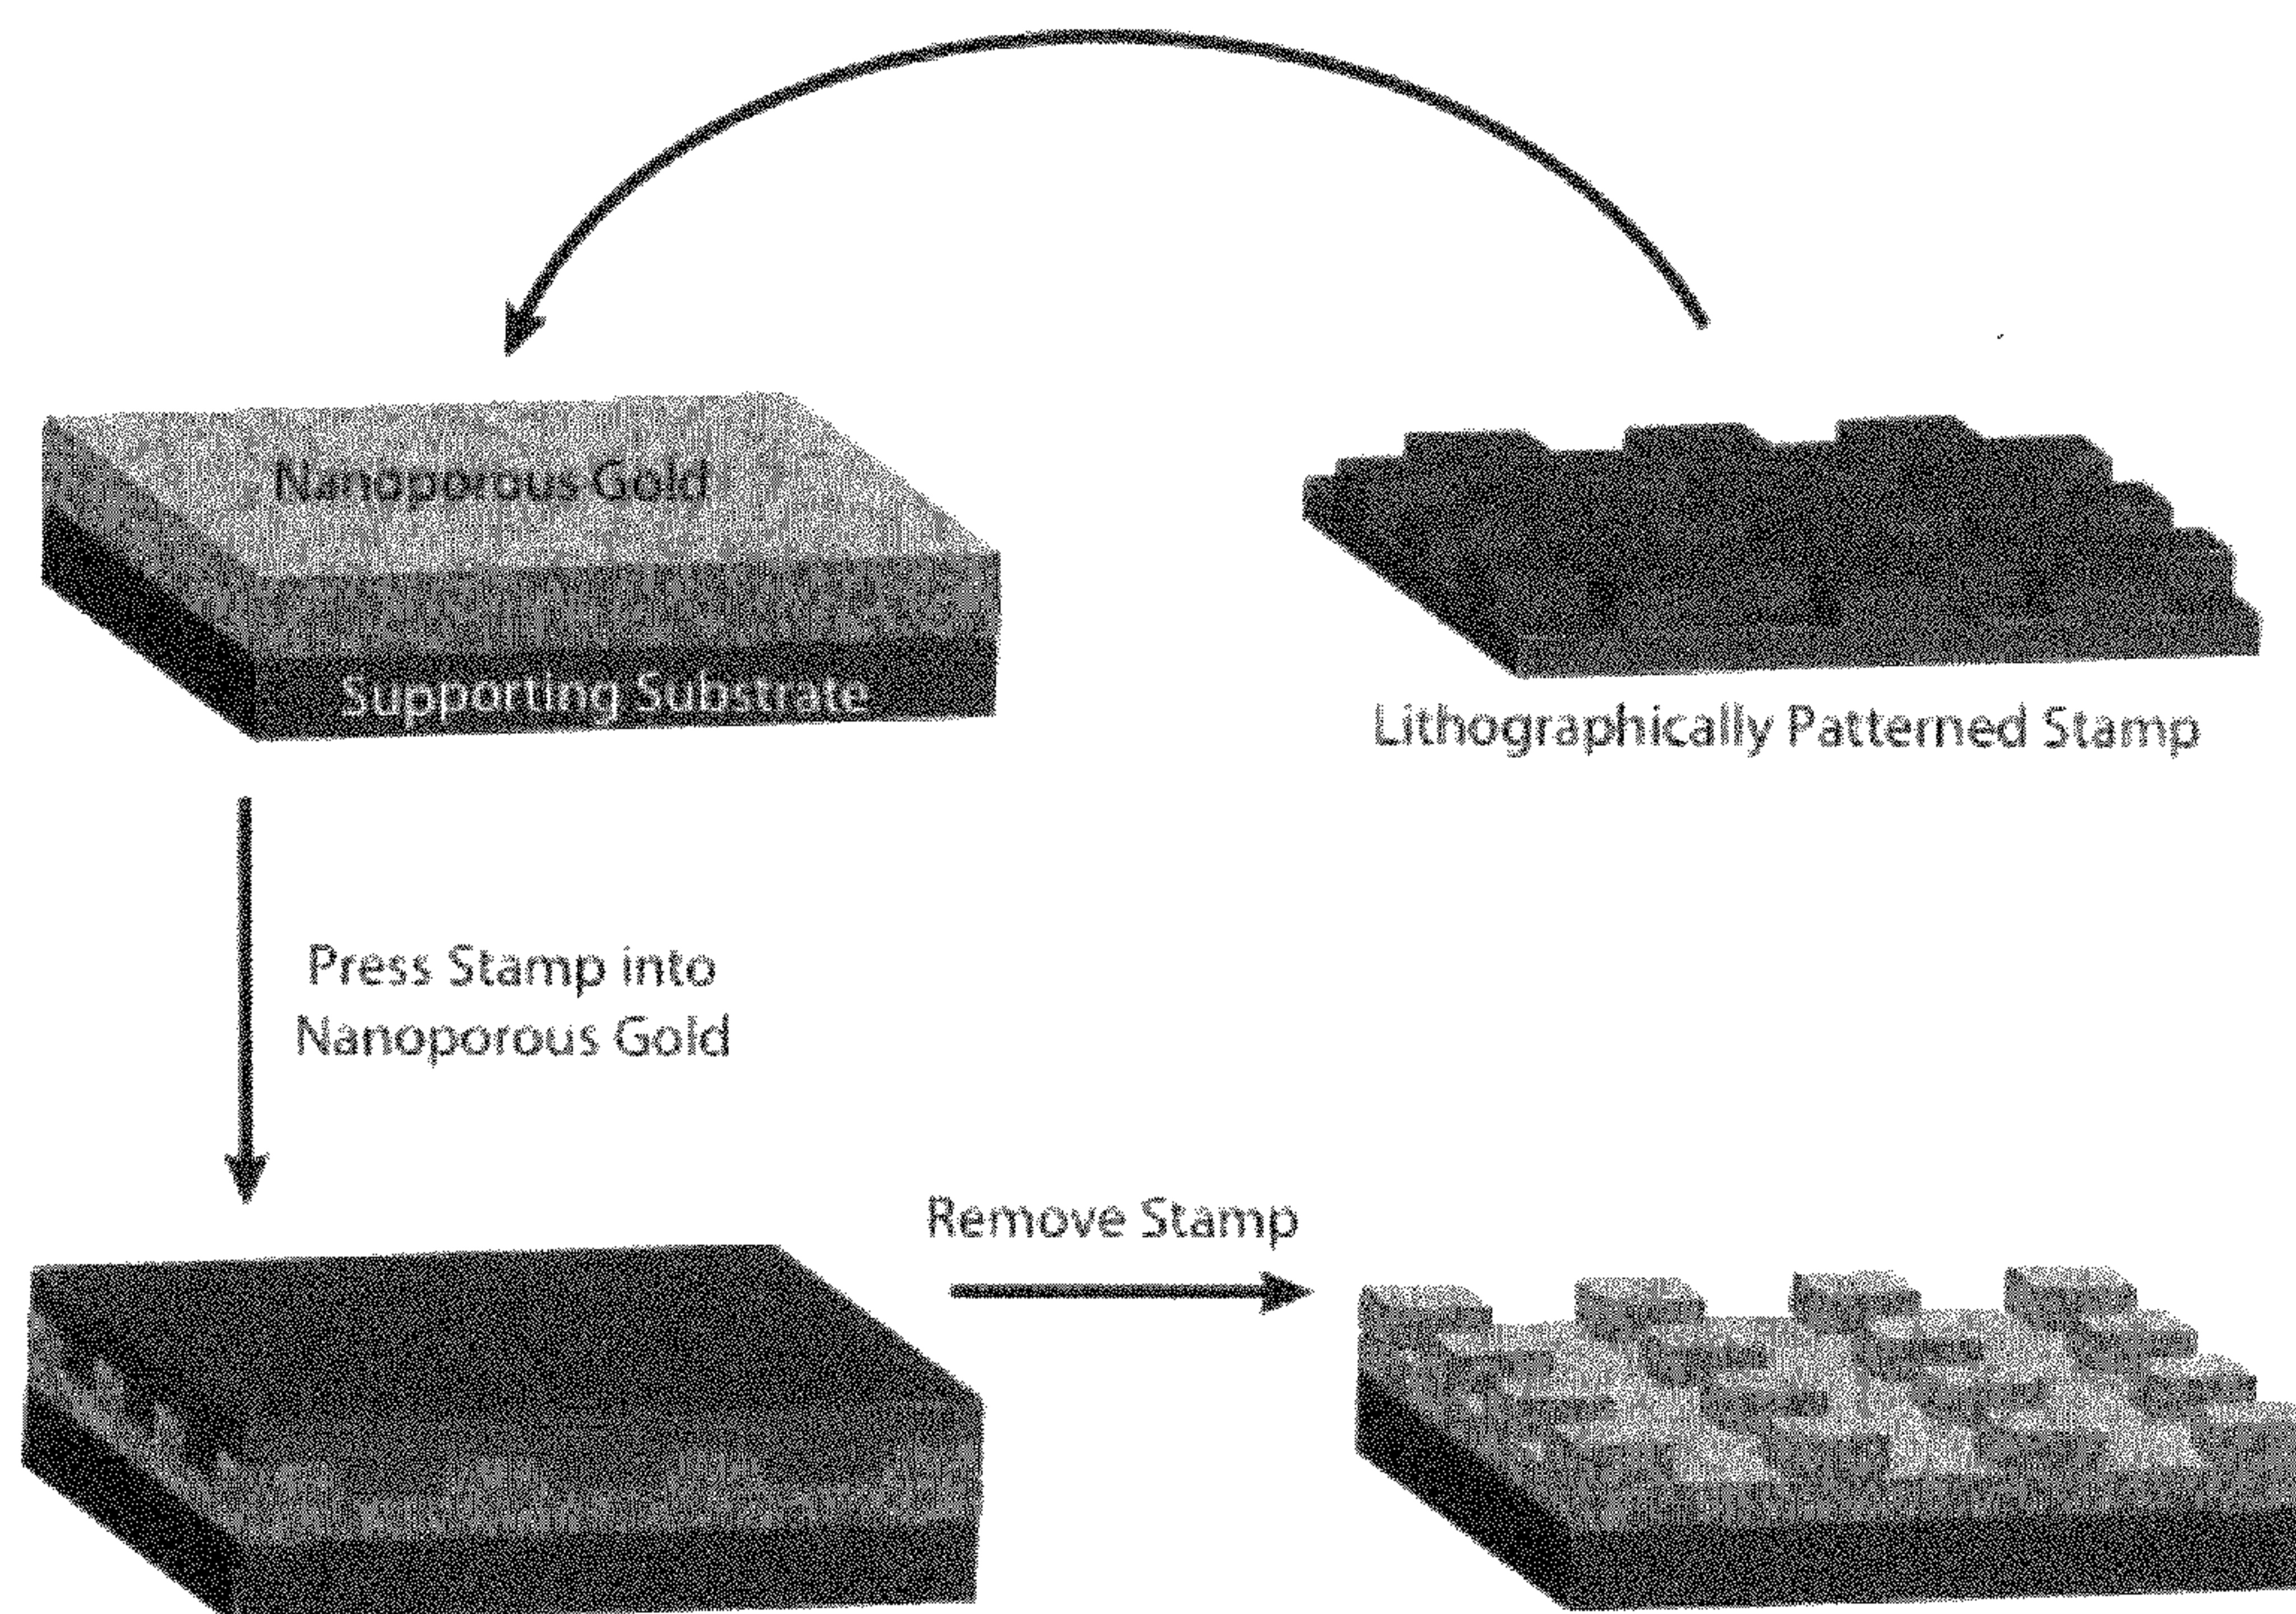 Nanoporous Gold
Supporting Substrate
Lithographically Patterned Stamp
Press Stamp into
Nanoporous Gold
Remove Stamp